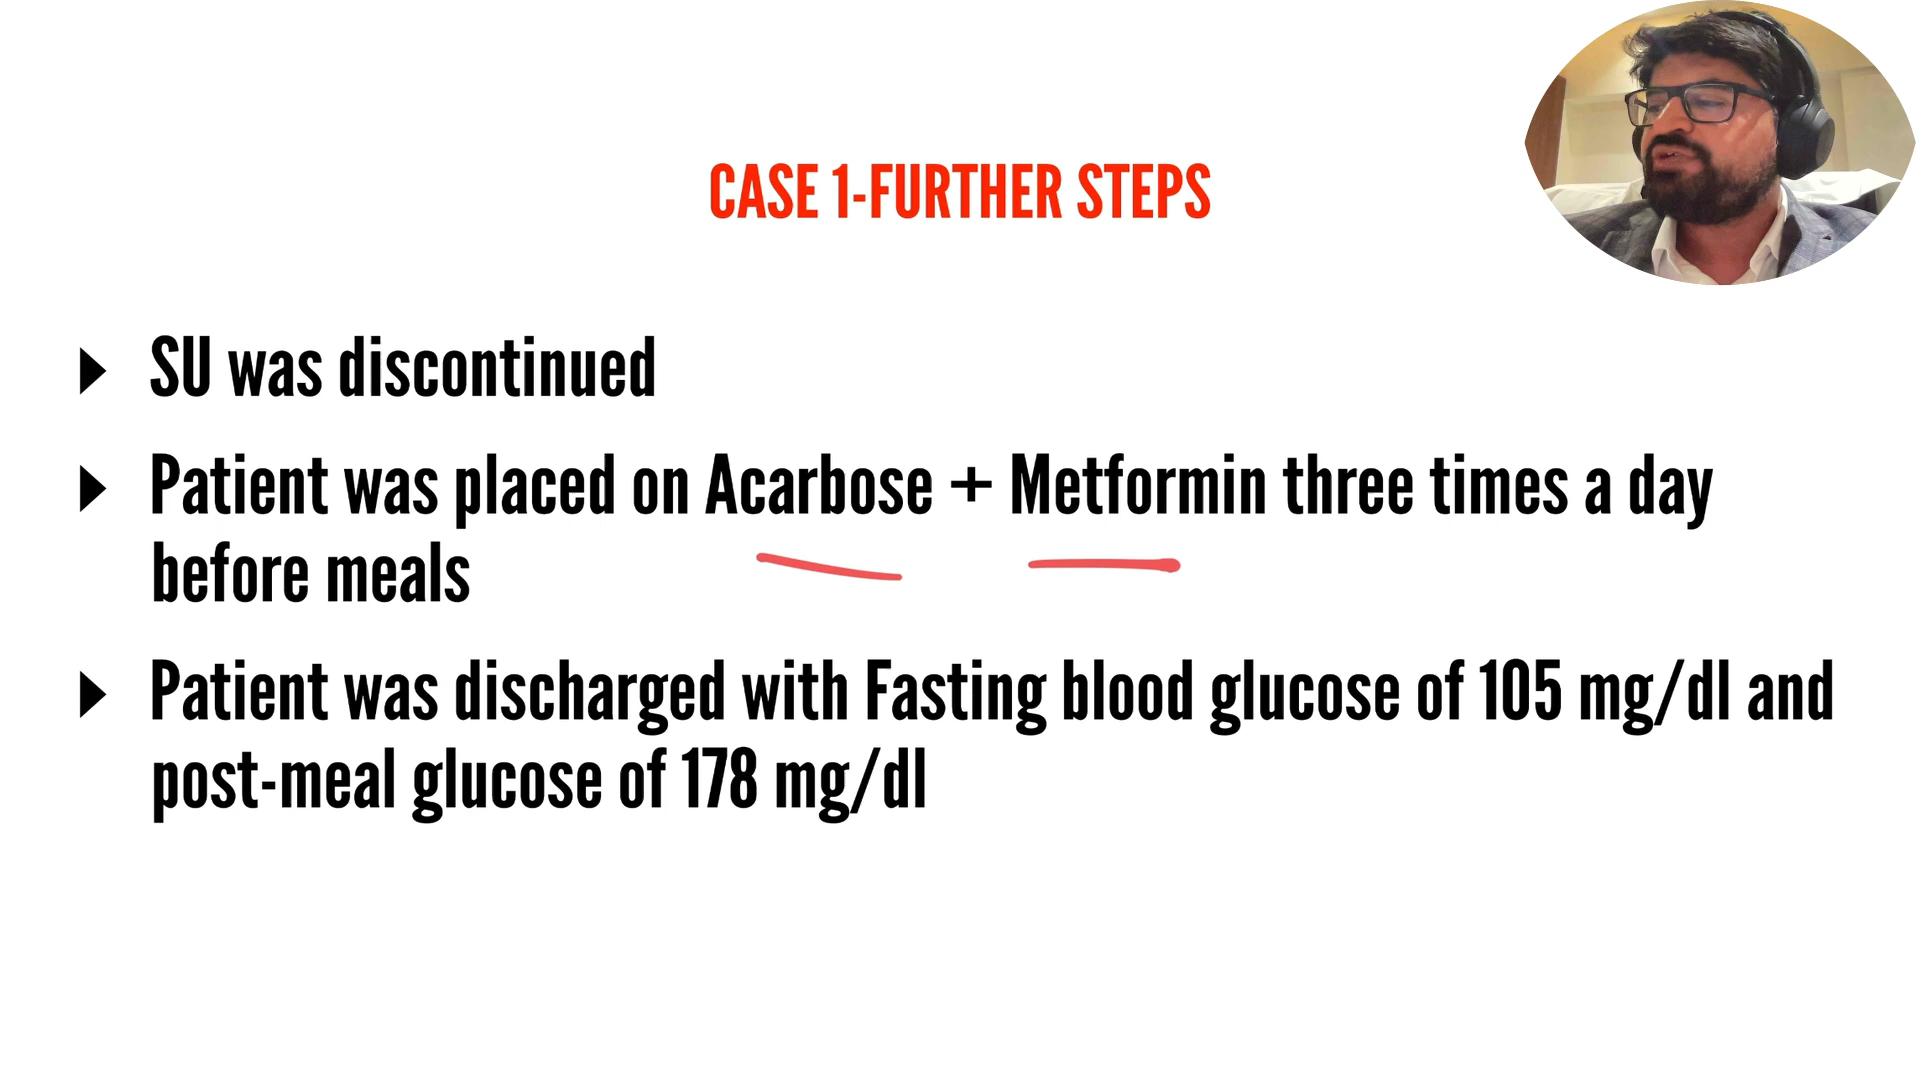 CASE 1-FURTHER STEPS
SU was discontinued
Patient was placed on Acarbose + Metformin three times a day
before meals
Patient was discharged with Fasting blood glucose of 105 mg/dl and
post-meal glucose of 178 mg/dl